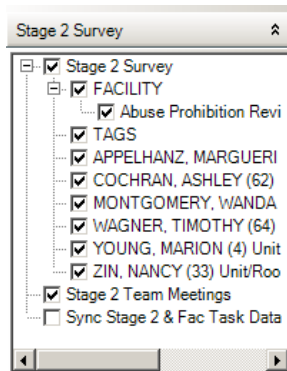 Stage 2 Survey
Stage 2 Survey
FACILITY
Abuse Prohibition Revi
TAGS
APPELHANZ, MARGUERI
COCHRAN, ASHLEY (62)
MONTGOMERY, WANDA
WAGNER, TIMOTHY (64)
YOUNG, MARION (4) Unit
ZIN, NANCY (33) Unit/Roo
Stage 2 Team Meetings
Sync Stage 2 & Fac Task Data